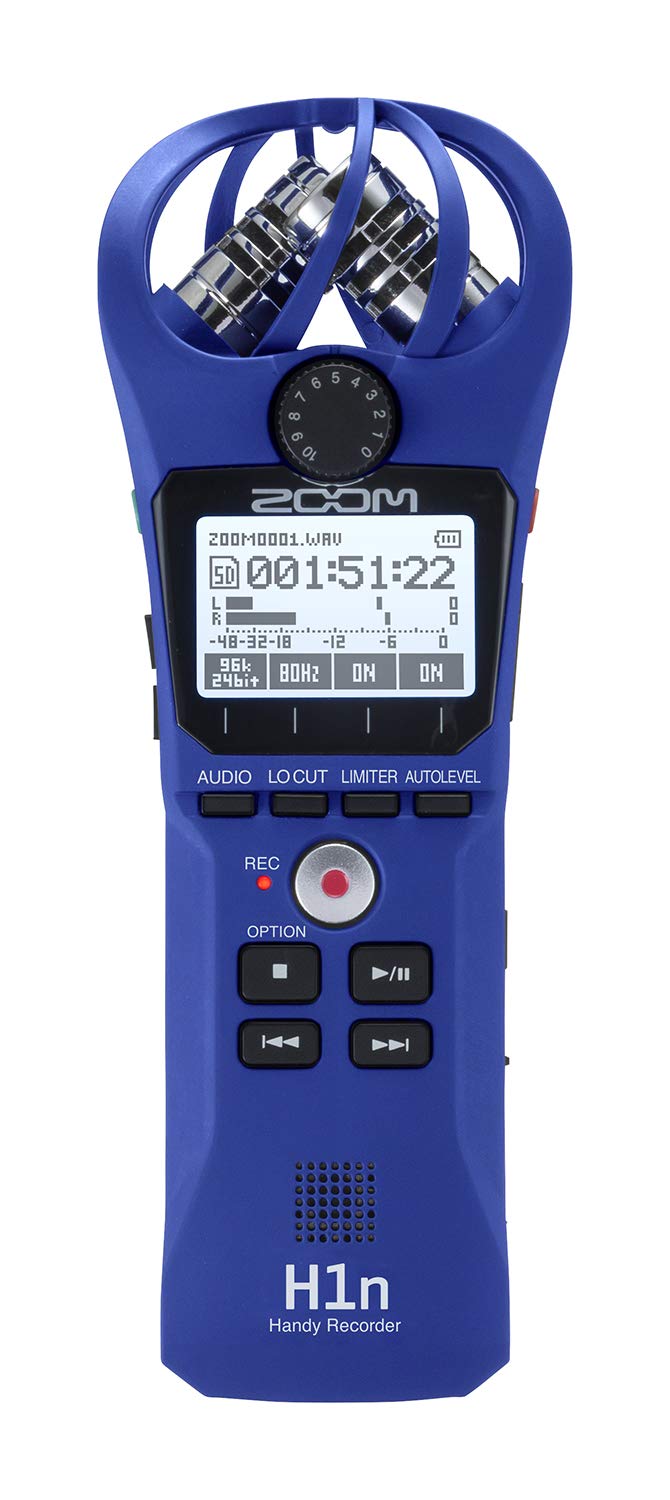 10 9 8 7 6 5 4 3 2 1 0
ZOOM
ZOOM0001.WAV
SD 001:51:22
L 0
R 0
-48-32-18 -12 -6 0
96k 24bit 80Hz ON ON
AUDIO LO CUT LIMITER AUTOLEVEL
REC
OPTION
H1n
Handy Recorder